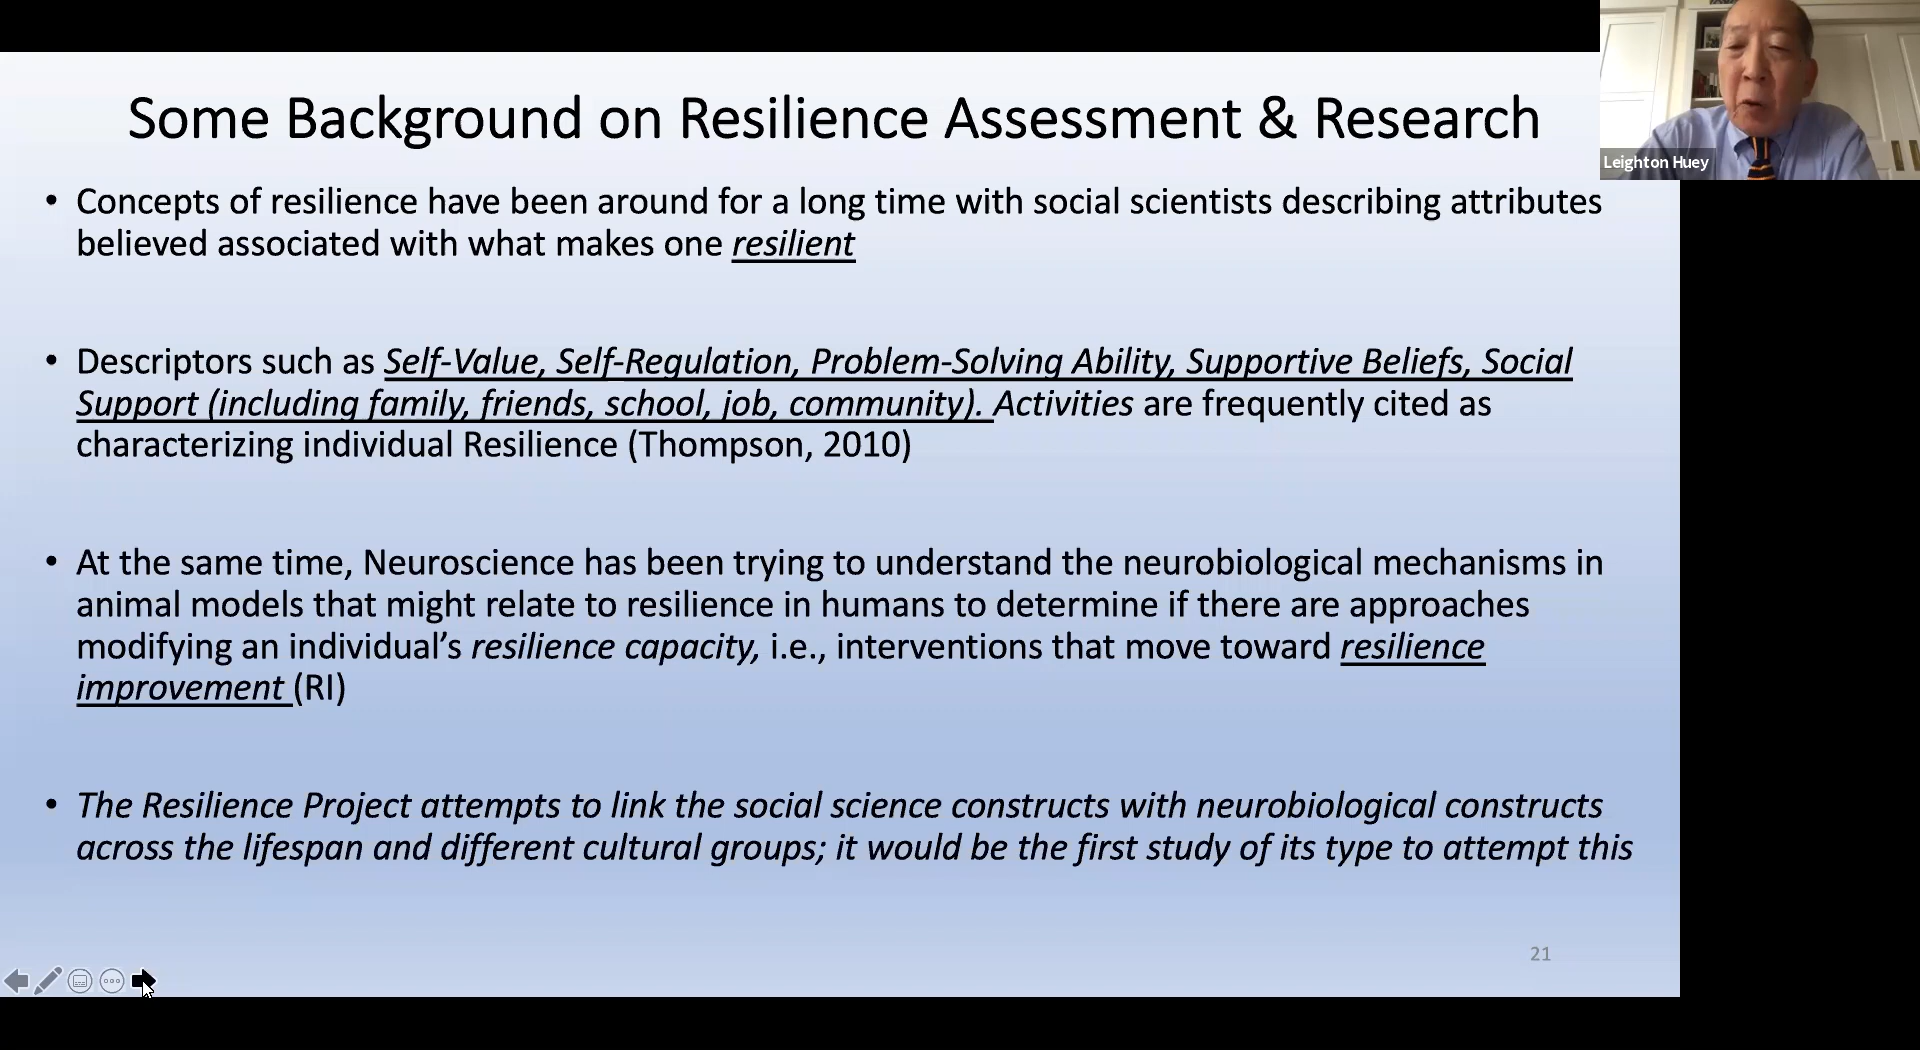 Some Background on Resilience Assessment & Research
Leighton Huey
• Concepts of resilience have been around for a long time with social scientists describing attributes
believed associated with what makes one resilient
• Descriptors such as Self-Value, Self-Regulation, Problem-Solving Ability, Supportive Beliefs, Social
Support (including family, friends, school, job, community). Activities are frequently cited as
characterizing individual Resilience (Thompson, 2010)
• At the same time, Neuroscience has been trying to understand the neurobiological mechanisms in
animal models that might relate to resilience in humans to determine if there are approaches
modifying an individual’s resilience capacity, i.e., interventions that move toward resilience
improvement (RI)
• The Resilience Project attempts to link the social science constructs with neurobiological constructs
across the lifespan and different cultural groups; it would be the first study of its type to attempt this
21